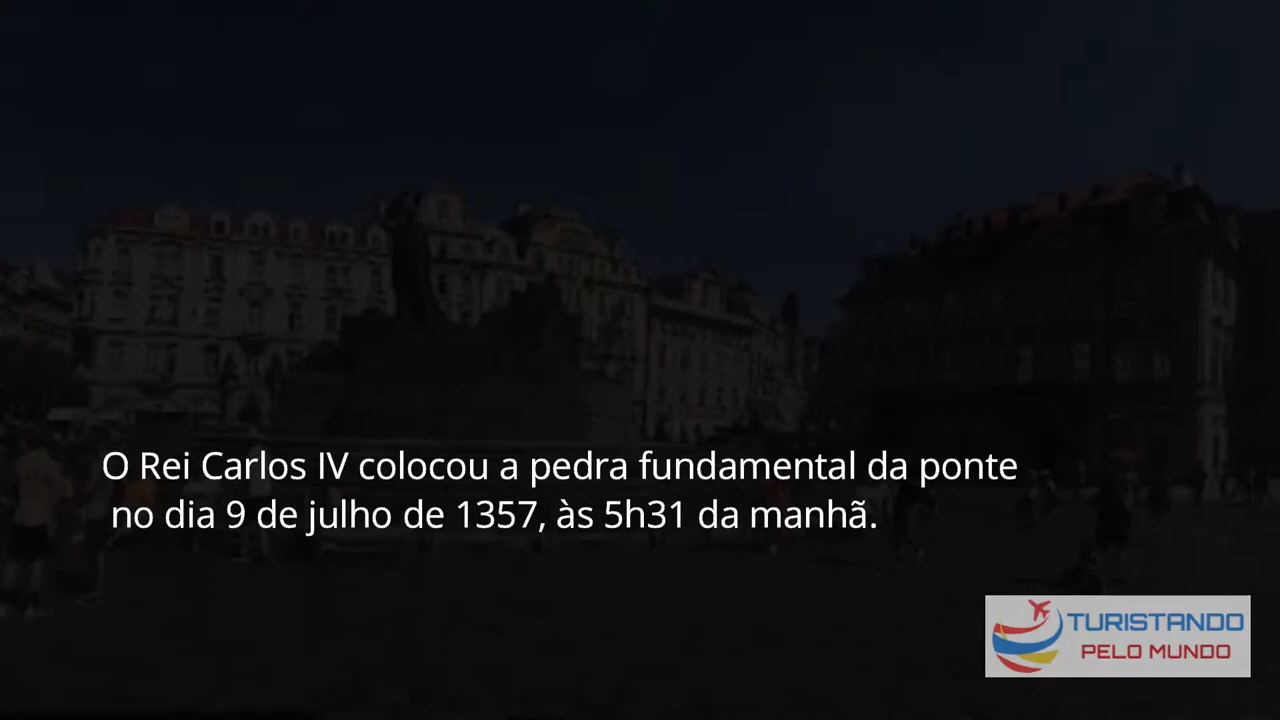 O Rei Carlos IV colocou a pedra fundamental da ponte
no dia 9 de julho de 1357, às 5h31 da manhã.
TURISTANDO
PELO MUNDO